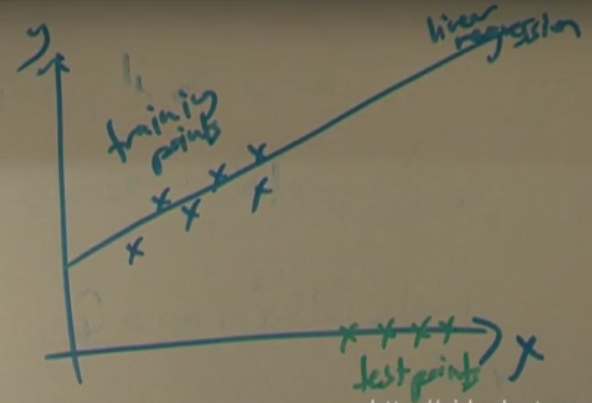 y
linear
regression
training
points
x
test points